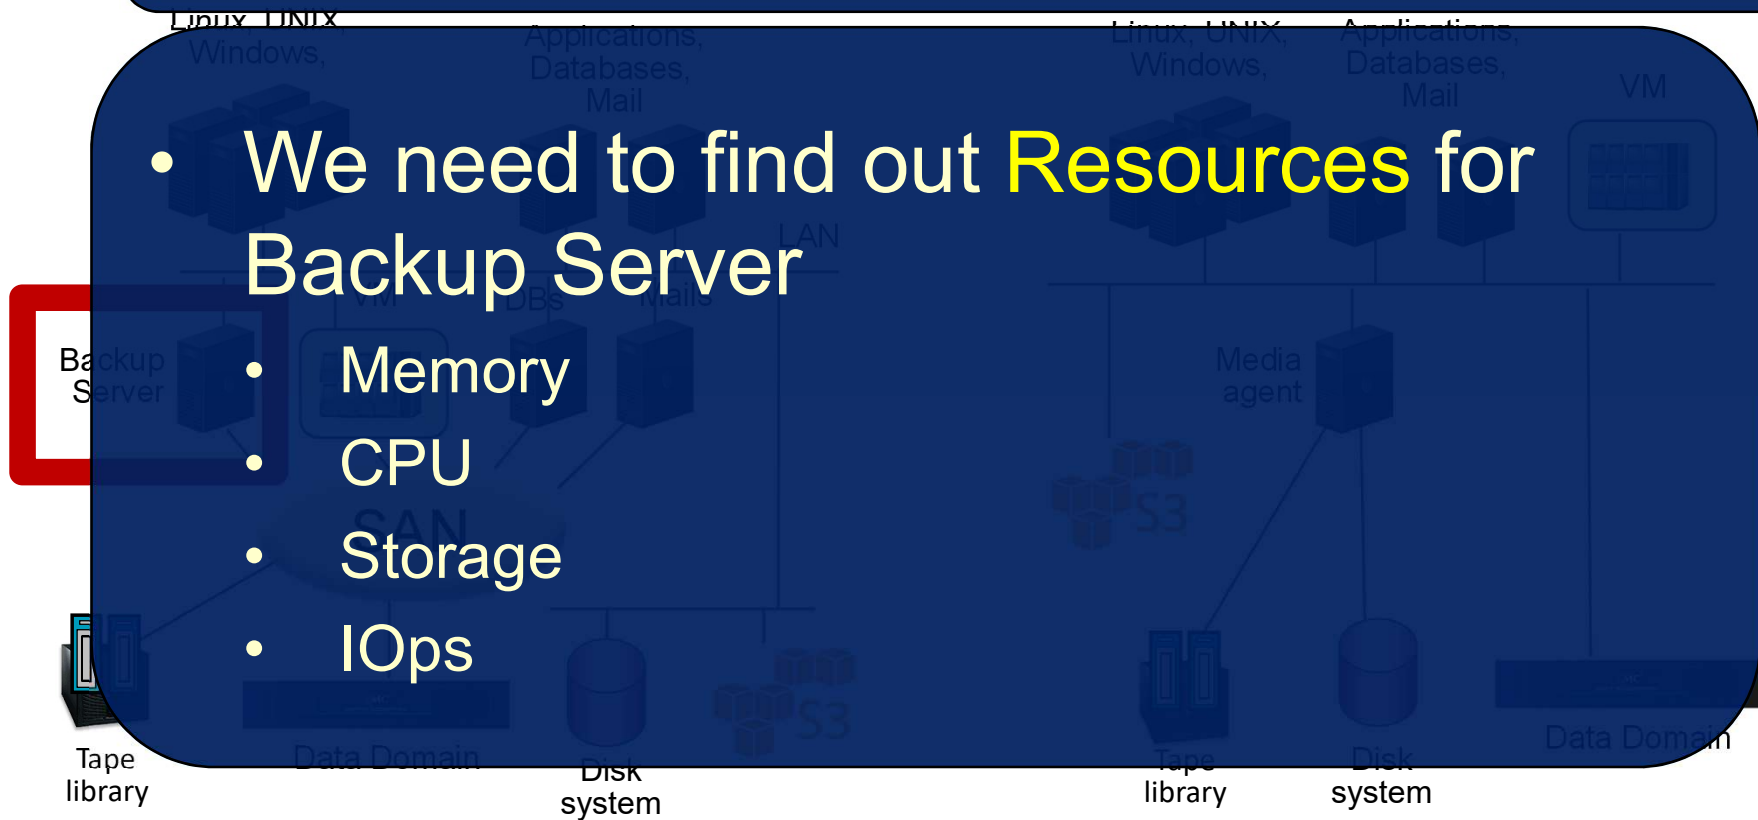 Linux, UNIX,
Windows,
Applications,
Databases,
Mail
Linux, UNIX,
Windows,
Applications,
Databases,
Mail
VM
• We need to find out Resources for
Backup Server
• Memory
• CPU
• Storage
• IOps
LAN
VM
DBs
Mails
Backup
Server
Media
agent
SAN
S3
S3
Tape
library
Data Domain
Disk
system
Tape
library
Disk
system
Data Domain